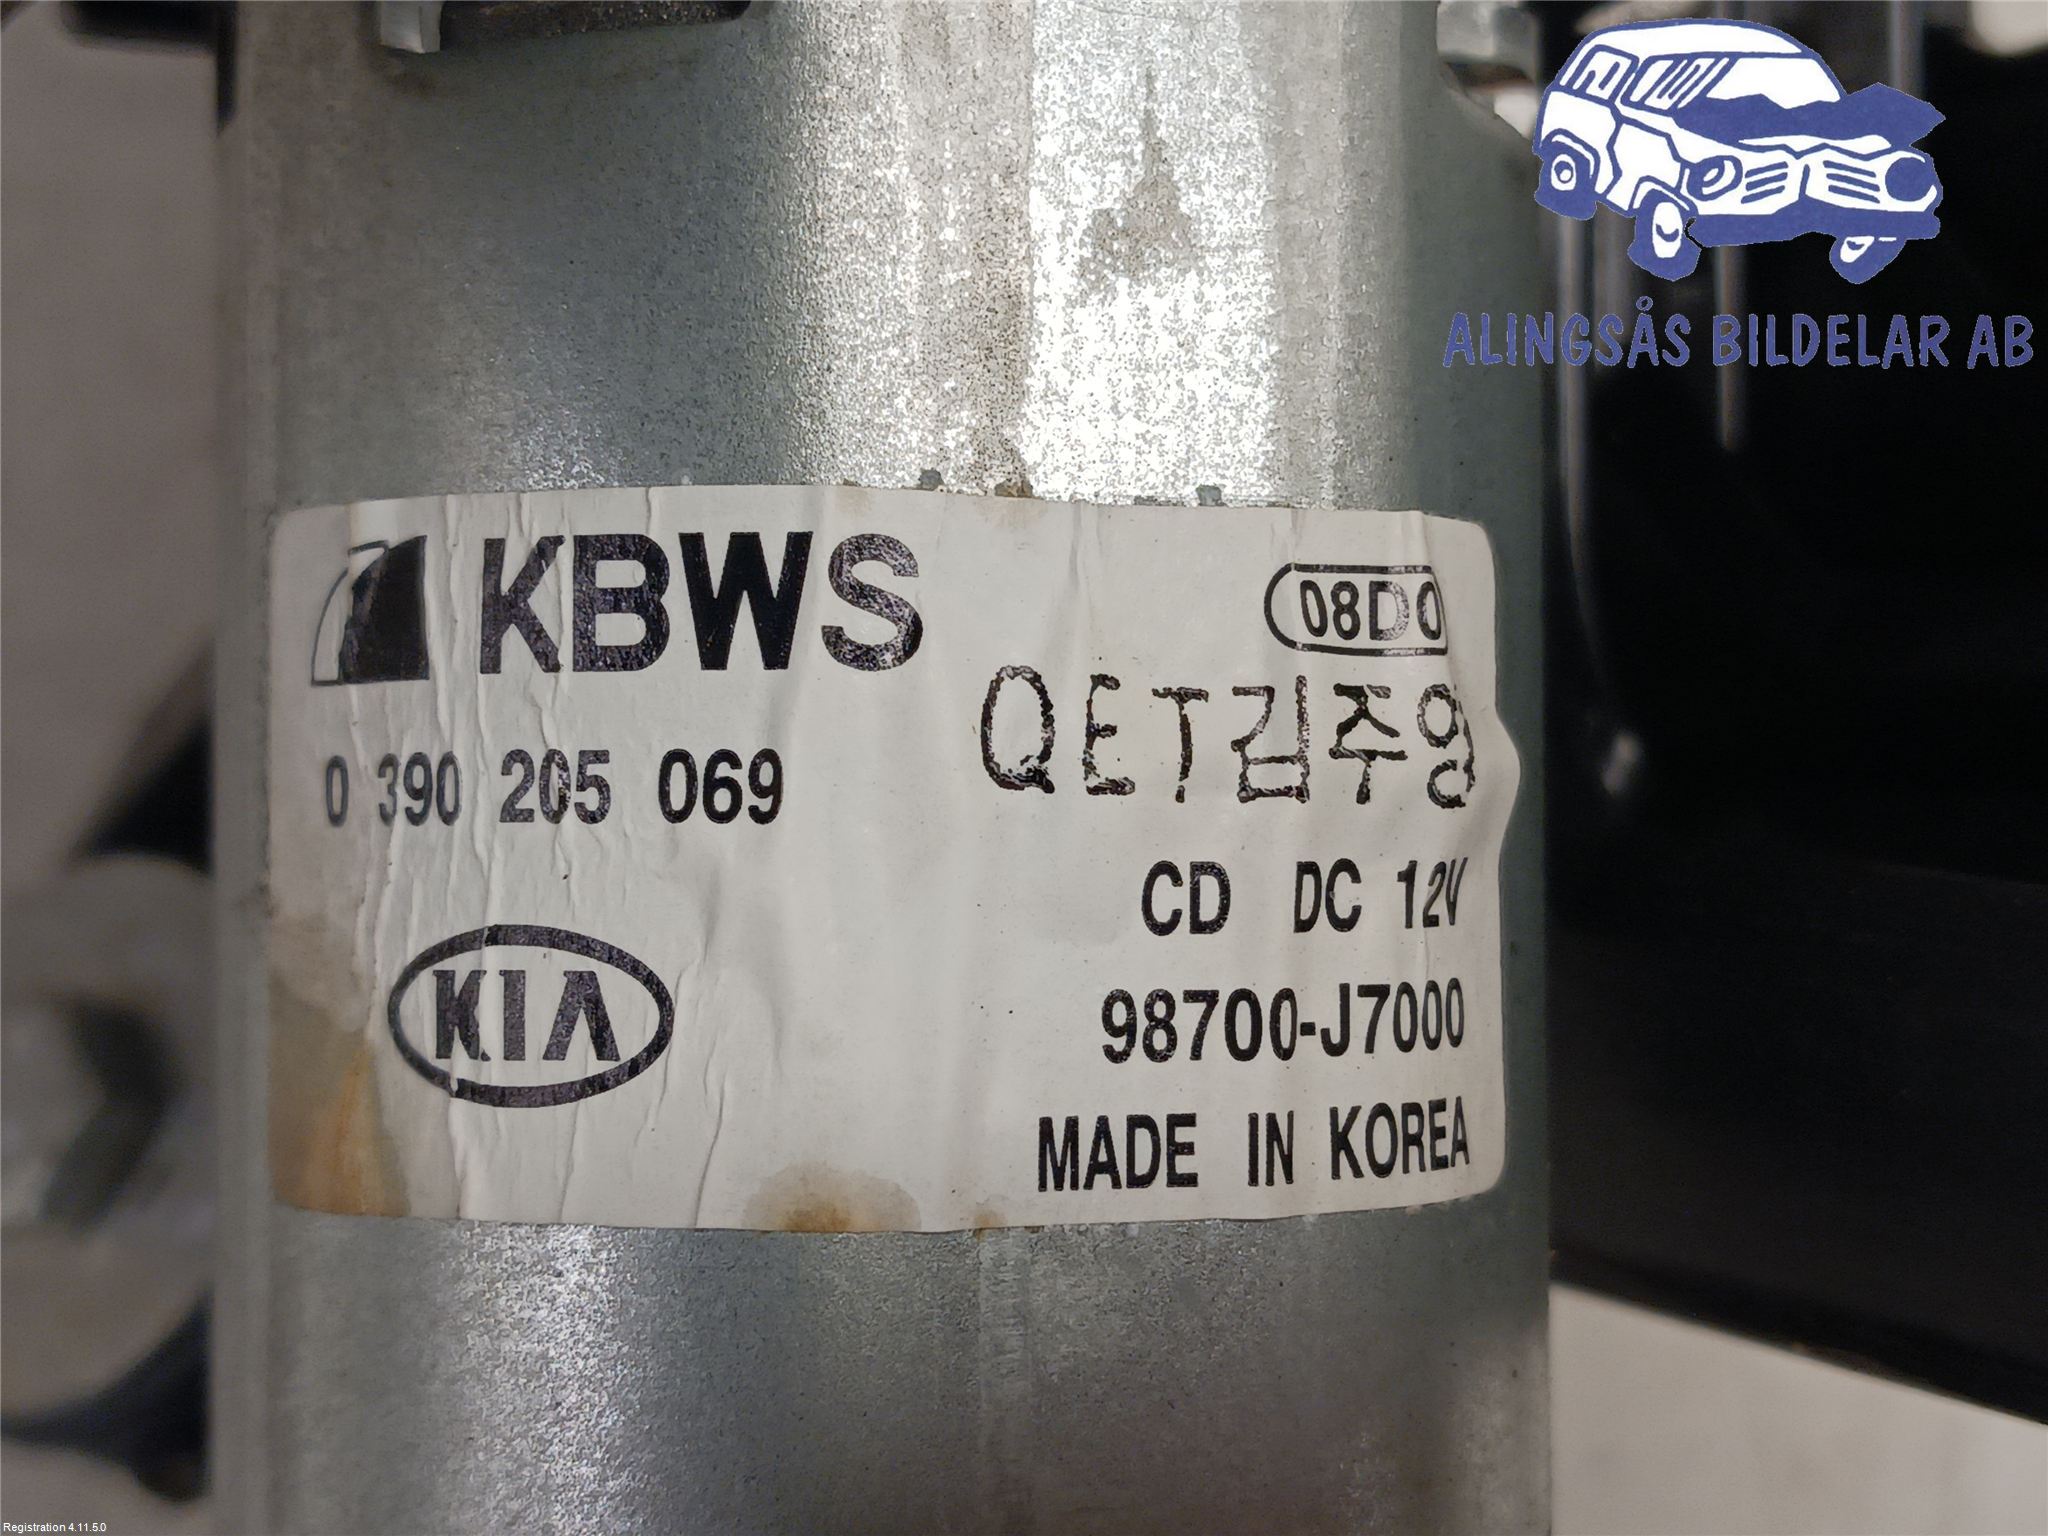 ALINGSÅS BILDELAR AB
KBWS
08D0
QET김주영
0 390 205 069
CD DC 12V
KIA
98700-J7000
MADE IN KOREA
Registration 4.11.5.0